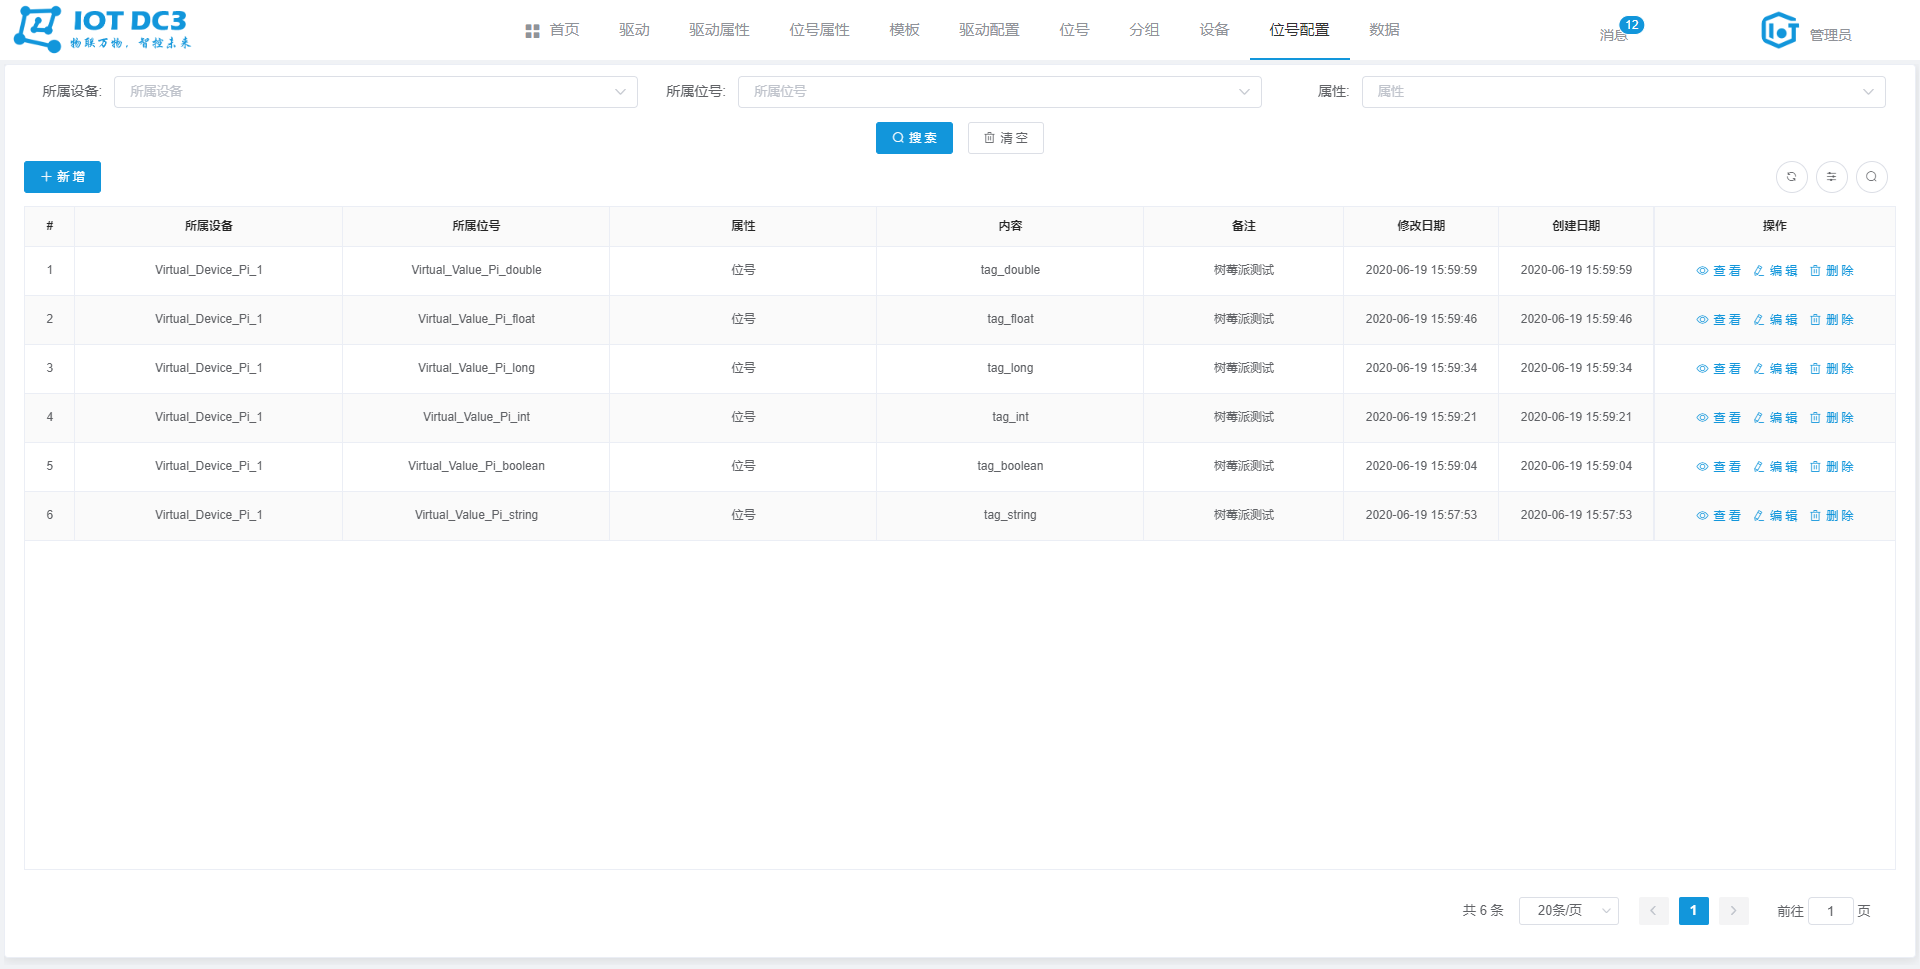 IOT DC3
物联万物，智控未来
首页 驱动 驱动属性 位号属性 模板 驱动配置 位号 分组 设备 位号配置 数据
消息 12
管理员
所属设备: 所属设备 所属位号: 所属位号 属性: 属性
搜 索 清 空
新 增
# 所属设备 所属位号 属性 内容 备注 修改日期 创建日期 操作
1 Virtual_Device_Pi_1 Virtual_Value_Pi_double 位号 tag_double 树莓派测试 2020-06-19 15:59:59 2020-06-19 15:59:59 查 看 编 辑 删 除
2 Virtual_Device_Pi_1 Virtual_Value_Pi_float 位号 tag_float 树莓派测试 2020-06-19 15:59:46 2020-06-19 15:59:46 查 看 编 辑 删 除
3 Virtual_Device_Pi_1 Virtual_Value_Pi_long 位号 tag_long 树莓派测试 2020-06-19 15:59:34 2020-06-19 15:59:34 查 看 编 辑 删 除
4 Virtual_Device_Pi_1 Virtual_Value_Pi_int 位号 tag_int 树莓派测试 2020-06-19 15:59:21 2020-06-19 15:59:21 查 看 编 辑 删 除
5 Virtual_Device_Pi_1 Virtual_Value_Pi_boolean 位号 tag_boolean 树莓派测试 2020-06-19 15:59:04 2020-06-19 15:59:04 查 看 编 辑 删 除
6 Virtual_Device_Pi_1 Virtual_Value_Pi_string 位号 tag_string 树莓派测试 2020-06-19 15:57:53 2020-06-19 15:57:53 查 看 编 辑 删 除
共 6 条 20条/页 1 前往 1 页